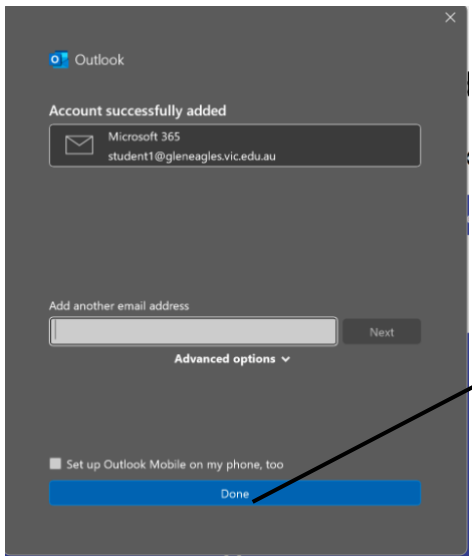 Outlook
Account successfully added
Microsoft 365
student1@gleneagles.vic.edu.au
Add another email address
Next
Advanced options
Set up Outlook Mobile on my phone, too
Done